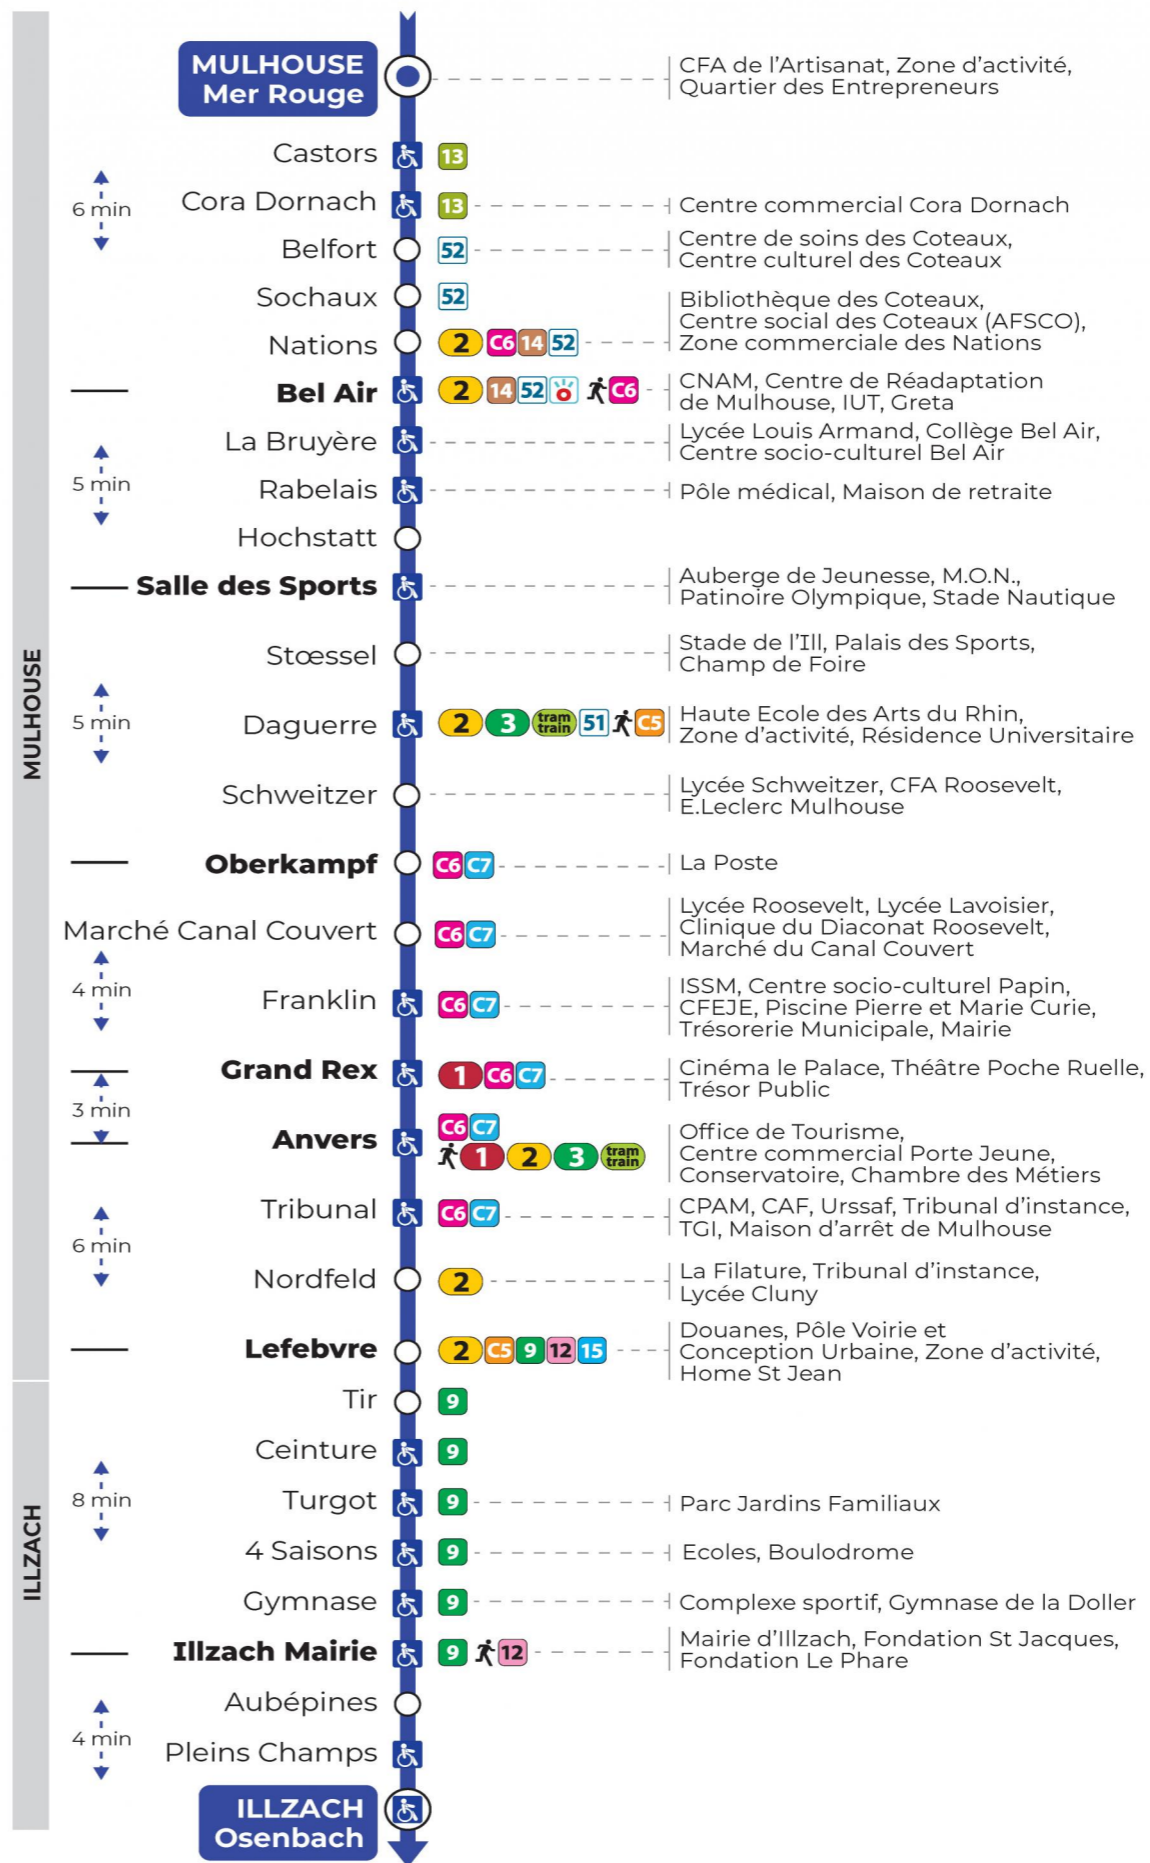 MULHOUSE
Mer Rouge
CFA de l’Artisanat, Zone d’activité,
Quartier des Entrepreneurs
Castors 13
6 min
Cora Dornach 13 Centre commercial Cora Dornach
Belfort 52
Centre de soins des Coteaux,
Centre culturel des Coteaux
Sochaux 52
Nations 2 C6 14 52
Bibliothèque des Coteaux,
Centre social des Coteaux (AFSCO),
Zone commerciale des Nations
Bel Air 2 14 52 C6
CNAM, Centre de Réadaptation
de Mulhouse, IUT, Greta
La Bruyère
Lycée Louis Armand, Collège Bel Air,
Centre socio-culturel Bel Air
5 min
Rabelais Pôle médical, Maison de retraite
Hochstatt
Salle des Sports
Auberge de Jeunesse, M.O.N.,
Patinoire Olympique, Stade Nautique
MULHOUSE
Stœssel
Stade de l’Ill, Palais des Sports,
Champ de Foire
5 min
Daguerre 2 3 tram train 51 C5
Haute Ecole des Arts du Rhin,
Zone d’activité, Résidence Universitaire
Schweitzer
Lycée Schweitzer, CFA Roosevelt,
E.Leclerc Mulhouse
Oberkampf C6 C7 La Poste
Marché Canal Couvert C6 C7
Lycée Roosevelt, Lycée Lavoisier,
Clinique du Diaconat Roosevelt,
Marché du Canal Couvert
4 min
Franklin C6 C7
ISSM, Centre socio-culturel Papin,
CFEJE, Piscine Pierre et Marie Curie,
Trésorerie Municipale, Mairie
Grand Rex 1 C6 C7
Cinéma le Palace, Théâtre Poche Ruelle,
Trésor Public
3 min
Anvers C6 C7
1 2 3 tram train
Office de Tourisme,
Centre commercial Porte Jeune,
Conservatoire, Chambre des Métiers
Tribunal C6 C7
CPAM, CAF, Urssaf, Tribunal d’instance,
TGI, Maison d’arrêt de Mulhouse
6 min
Nordfeld 2
La Filature, Tribunal d’instance,
Lycée Cluny
Lefebvre 2 C5 9 12 15
Douanes, Pôle Voirie et
Conception Urbaine, Zone d’activité,
Home St Jean
Tir 9
Ceinture 9
8 min
Turgot 9 Parc Jardins Familiaux
ILLZACH
4 Saisons 9 Ecoles, Boulodrome
Gymnase 9 Complexe sportif, Gymnase de la Doller
Illzach Mairie 9 12
Mairie d’Illzach, Fondation St Jacques,
Fondation Le Phare
Aubépines
4 min
Pleins Champs
ILLZACH
Osenbach